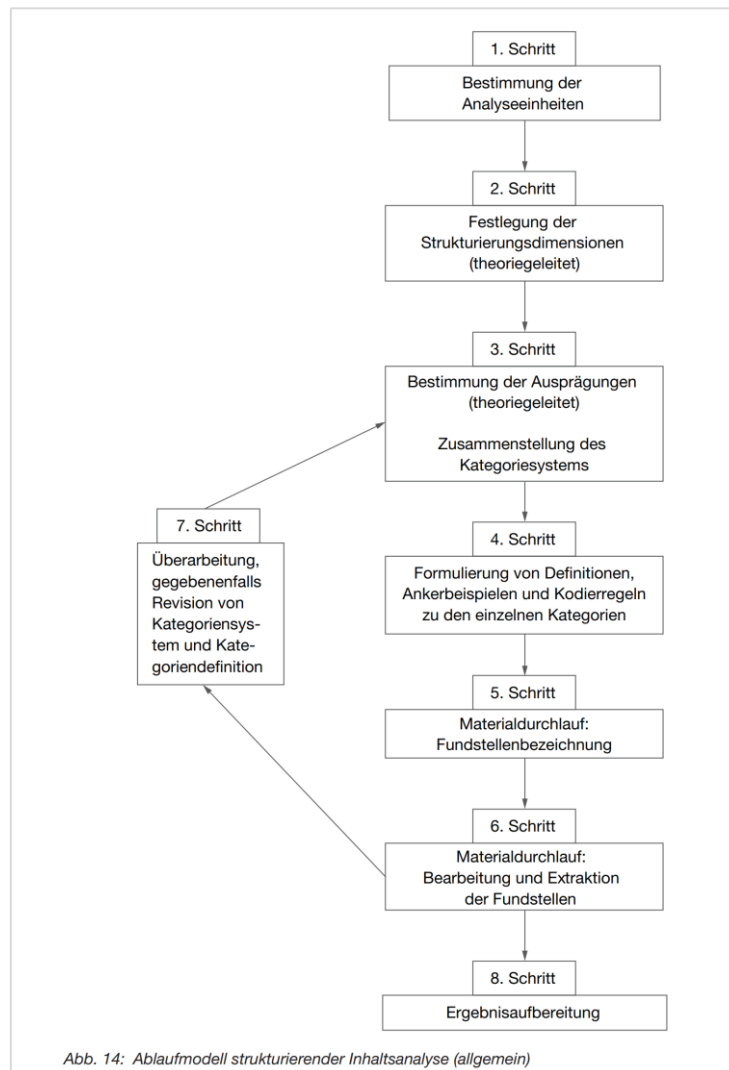 1. Schritt
Bestimmung der
Analyseeinheiten
2. Schritt
Festlegung der
Strukturierungsdimensionen
(theoriegeleitet)
3. Schritt
Bestimmung der Ausprägungen
(theoriegeleitet)
Zusammenstellung des
Kategoriesystems
7. Schritt
Überarbeitung,
gegebenenfalls
Revision von
Kategoriensys-
tem und Kate-
goriendefinition
4. Schritt
Formulierung von Definitionen,
Ankerbeispielen und Kodierregeln
zu den einzelnen Kategorien
5. Schritt
Materialdurchlauf:
Fundstellenbezeichnung
6. Schritt
Materialdurchlauf:
Bearbeitung und Extraktion
der Fundstellen
8. Schritt
Ergebnisaufbereitung
Abb. 14: Ablaufmodell strukturierender Inhaltsanalyse (allgemein)